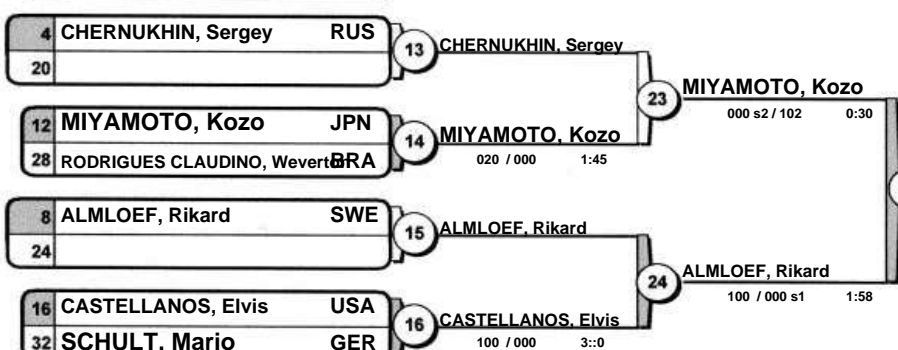 4 CHERNUKHIN, Sergey RUS
20
13 CHERNUKHIN, Sergey
12 MIYAMOTO, Kozo JPN
28 RODRIGUES CLAUDINO, Weverton BRA
14 MIYAMOTO, Kozo
020 / 000 1:45
23 MIYAMOTO, Kozo
000 s2 / 102 0:30
8 ALMLOEF, Rikard SWE
24
15 ALMLOEF, Rikard
16 CASTELLANOS, Elvis USA
32 SCHULT, Mario GER
16 CASTELLANOS, Elvis
100 / 000 3::0
24 ALMLOEF, Rikard
100 / 000 s1 1:58